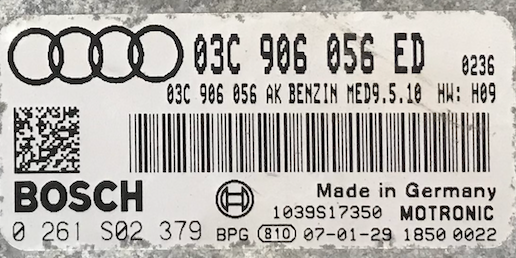 03C 906 056 ED 0236
03C 906 056 AK BENZIN MED9.5.10 HW: H09
BOSCH Made in Germany
1039S17350 MOTRONIC
0 261 S02 379 BPG 810 07-01-29 1850 0022